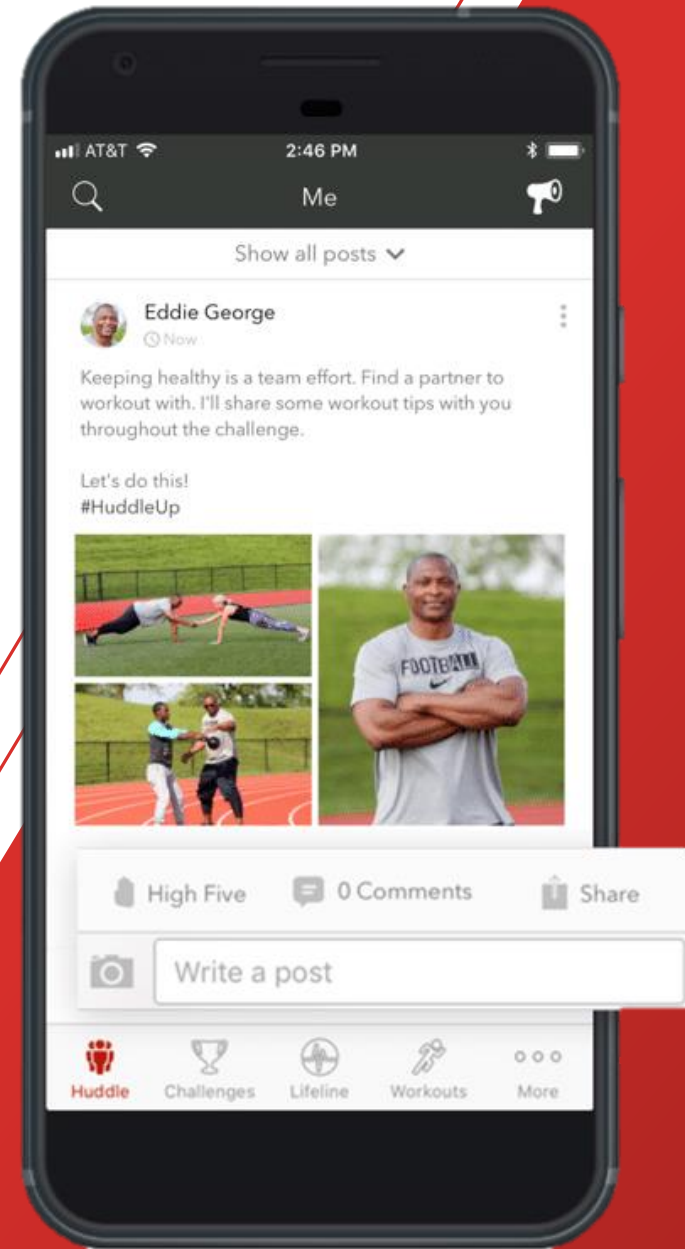 AT&T
2:46 PM
Me
Show all posts
Eddie George
Now
Keeping healthy is a team effort. Find a partner to
workout with. I'll share some workout tips with you
throughout the challenge.
Let's do this!
#HuddleUp
FOOTBALL
High Five
0 Comments
Share
Write a post
Huddle
Challenges
Lifeline
Workouts
More